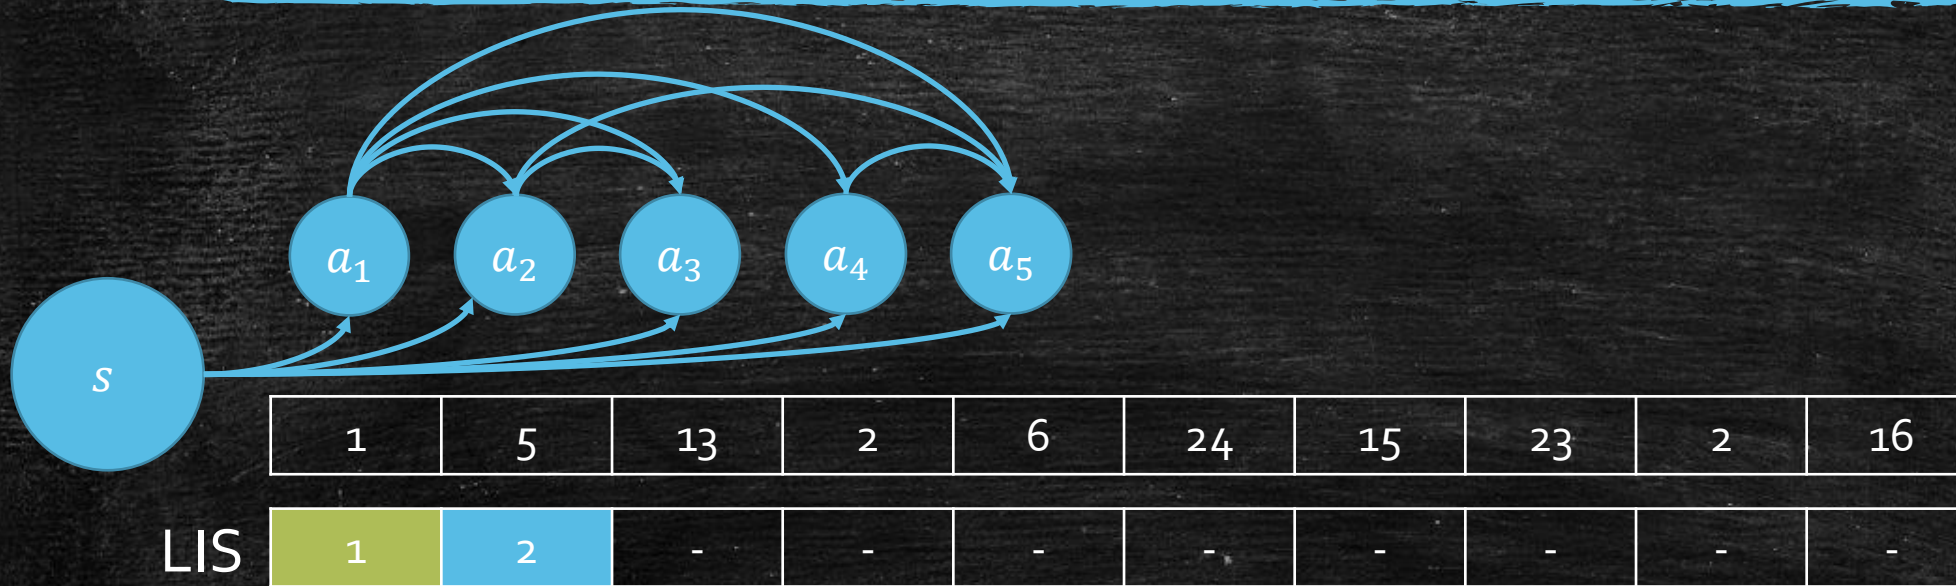 a₁ a₂ a₃ a₄ a₅
s
1 5 13 2 6 24 15 23 2 16
LIS 1 2 - - - - - - - -